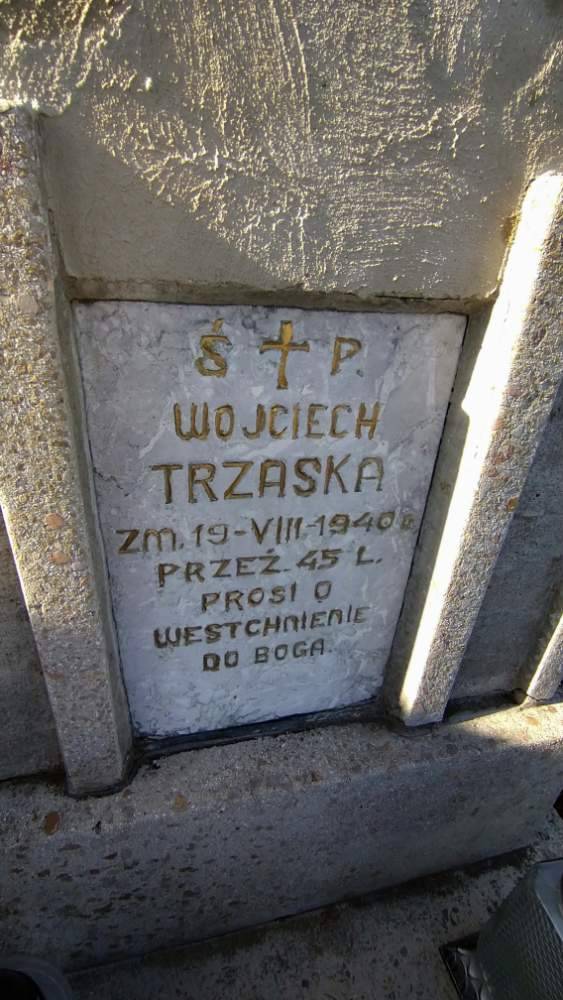 Ś ✝ P.
WOJCIECH
TRZASKA
ZM. 19-VIII-1940 R.
PRZEŻ. 45 L.
PROSI O
WESTCHNIENIE
DO BOGA.